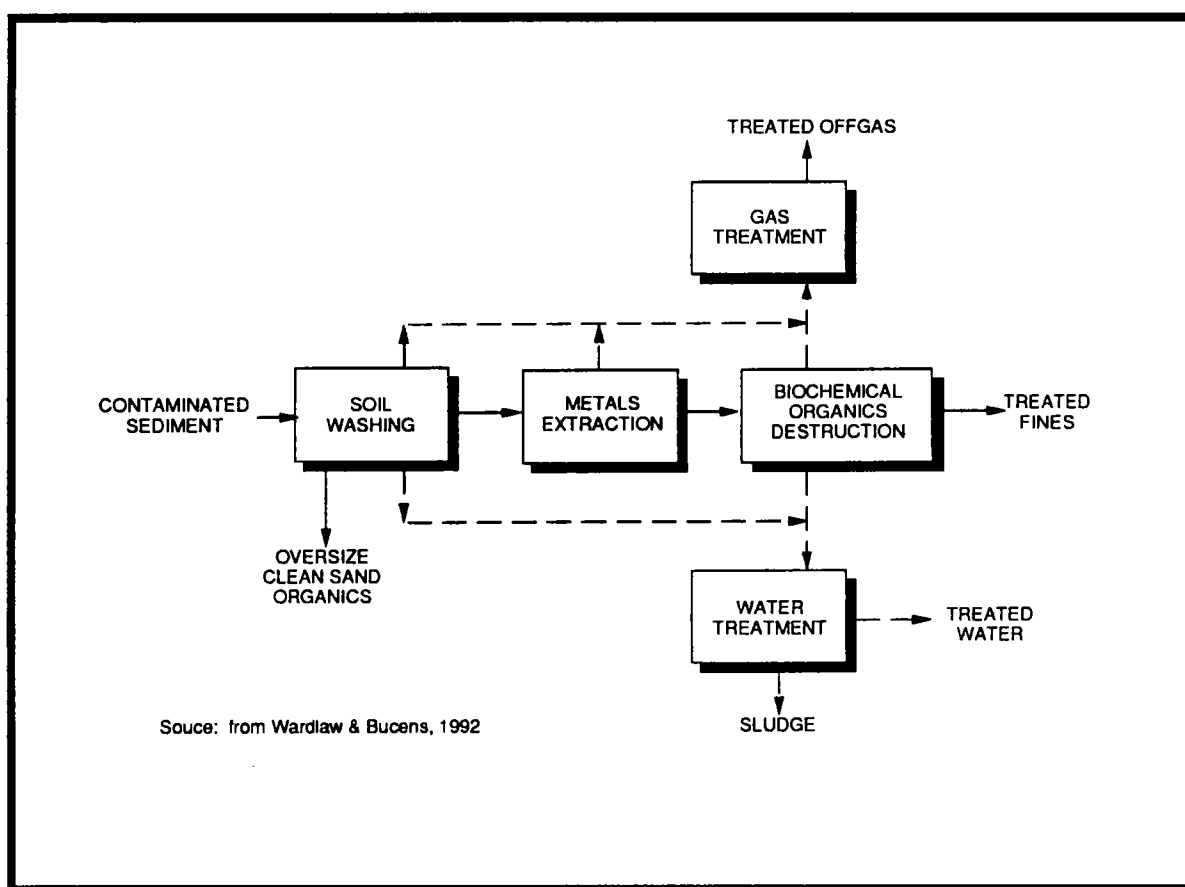 TREATED OFFGAS
GAS
TREATMENT
CONTAMINATED
SEDIMENT
SOIL
WASHING
METALS
EXTRACTION
BIOCHEMICAL
ORGANICS
DESTRUCTION
TREATED
FINES
OVERSIZE
CLEAN SAND
ORGANICS
WATER
TREATMENT
TREATED
WATER
SLUDGE
Souce: from Wardlaw & Bucens, 1992